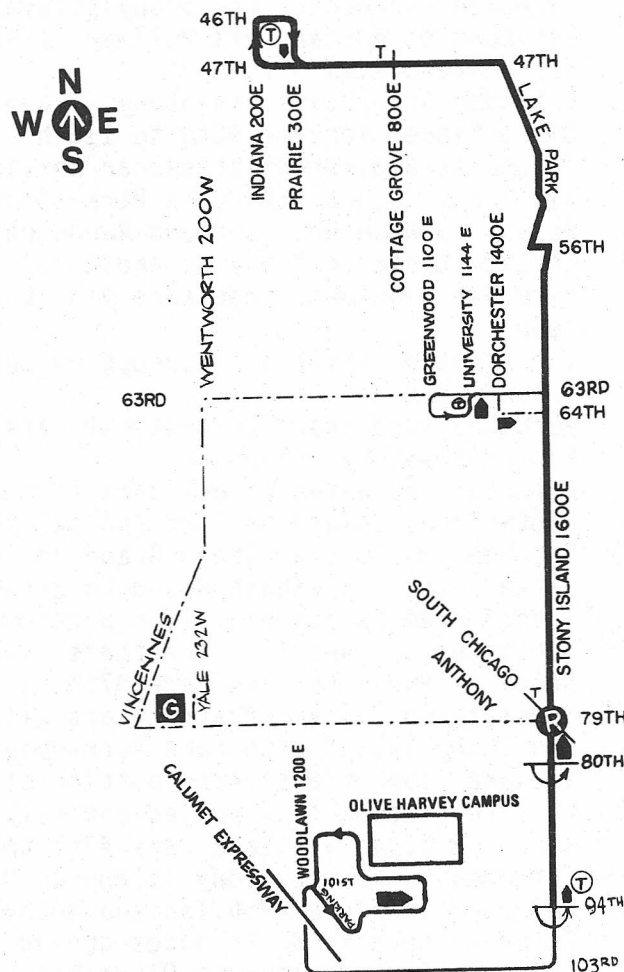 46TH
T
47TH
T
47TH
N
W E
S
LAKE PARK
INDIANA 200E
PRAIRIE 300E
COTTAGE GROVE 800E
WENTWORTH 200W
56TH
GREENWOOD 1100 E
UNIVERSITY 1144 E
DORCHESTER 1400E
63RD
T
63RD
64TH
STONY ISLAND 1600E
SOUTH CHICAGO
ANTHONY
VINCENNES
YALE 232W
G
T
R
79TH
80TH
CALUMET EXPRESSWAY
WOODLAWN 1200 E
OLIVE HARVEY CAMPUS
101ST
PARKING
T
94TH
103RD